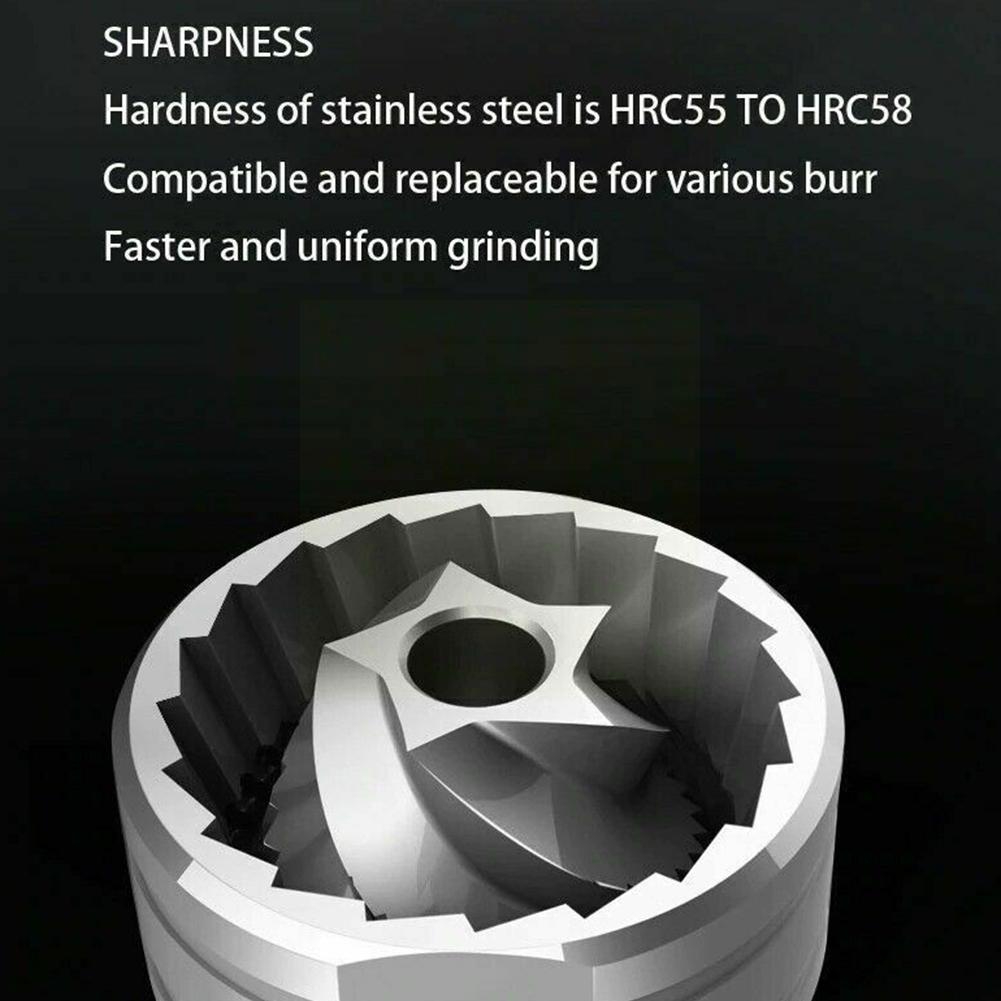 SHARPNESS
Hardness of stainless steel is HRC55 TO HRC58
Compatible and replaceable for various burr
Faster and uniform grinding